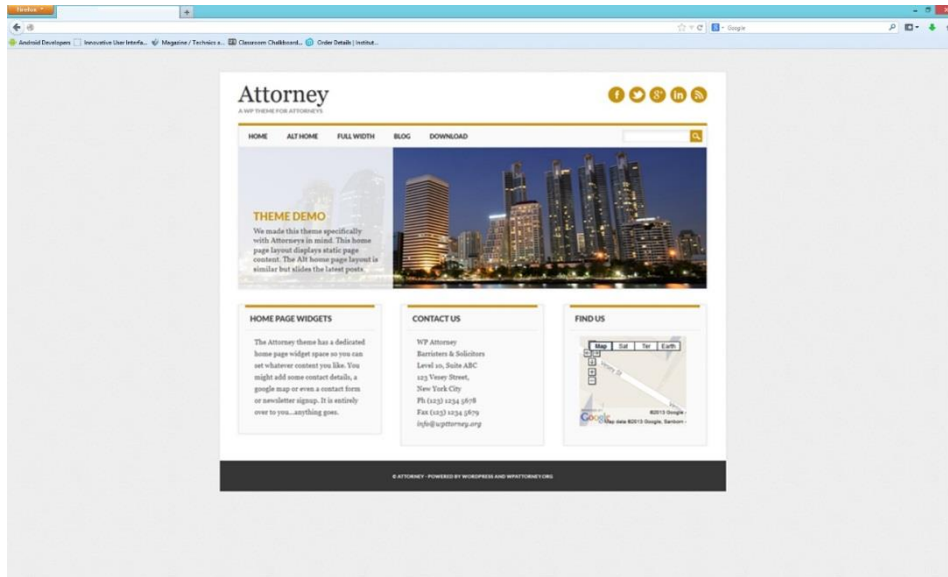 Firefox
Google
Android Developers
Innovative User Interfa...
Magazine / Technics a...
Classroom Chalkboard...
Order Details | Institut...
Attorney
A WP THEME FOR ATTORNEYS
HOME ALT HOME FULL WIDTH BLOG DOWNLOAD
THEME DEMO
We made this theme specifically
with Attorneys in mind. This home
page layout displays static page
content. The Alt home page layout is
similar but slides the latest posts
HOME PAGE WIDGETS
The Attorney theme has a dedicated
home page widget space so you can
set whatever content you like. You
might add some contact details, a
google map or even a contact form
or newsletter signup. It is entirely
over to you...anything goes.
CONTACT US
WP Attorney
Barristers & Solicitors
Level 10, Suite ABC
123 Vesey Street,
New York City
Ph (123) 1234 5678
Fax (123) 1234 5679
info@wpttorney.org
FIND US
Map Sat Ter Earth
Vesey St
Google
©2013 Google -
Map data ©2013 Google, Sanborn -
© ATTORNEY - POWERED BY WORDPRESS AND WPATTORNEY.ORG